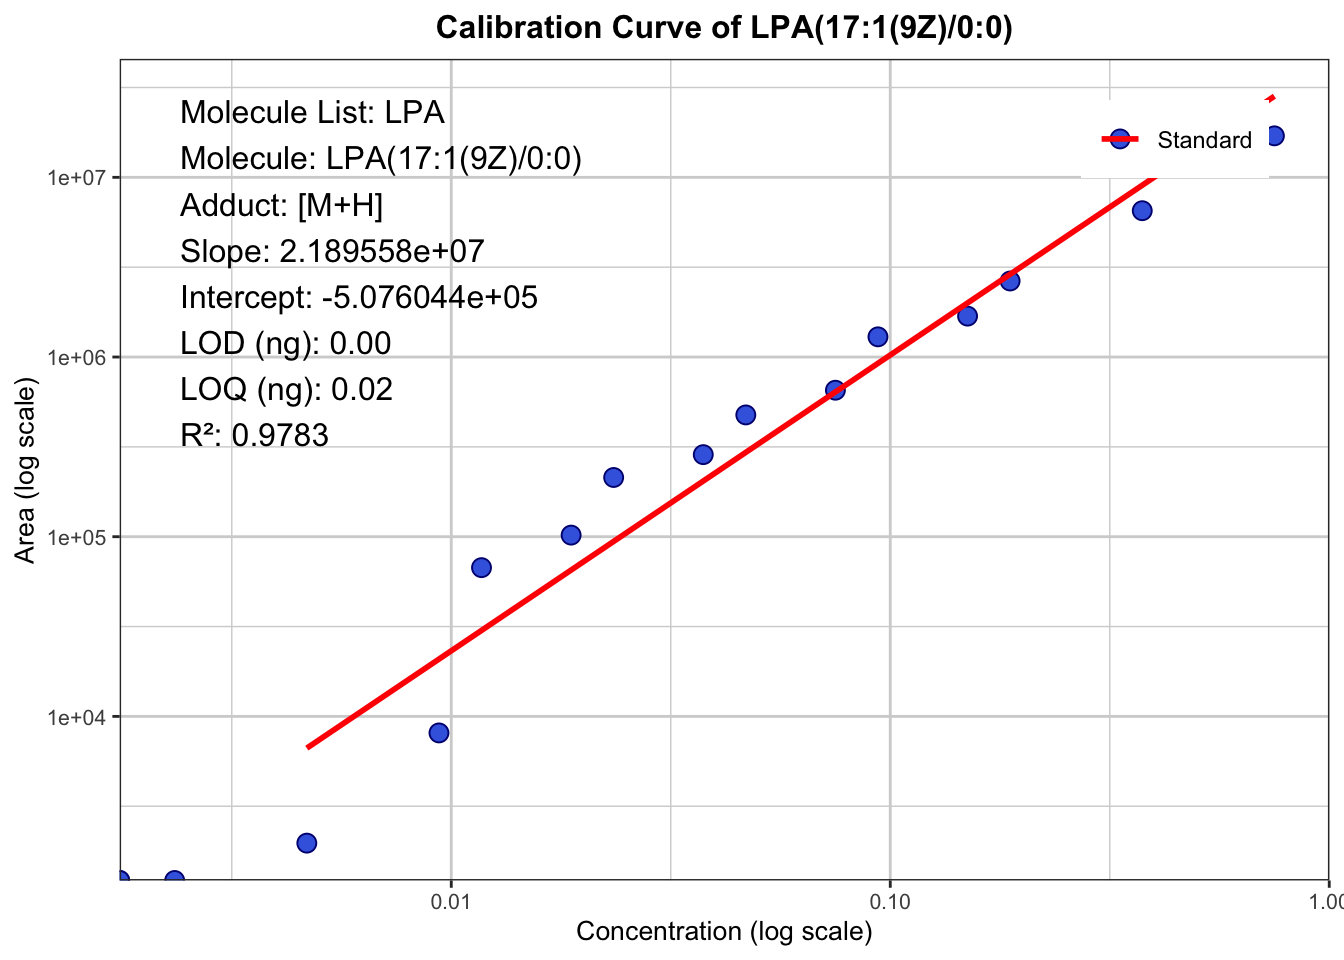 Calibration Curve of LPA(17:1(9Z)/0:0)
Molecule List: LPA
Molecule: LPA(17:1(9Z)/0:0)
Adduct: [M+H]
Slope: 2.189558e+07
Intercept: -5.076044e+05
LOD (ng): 0.00
LOQ (ng): 0.02
R²: 0.9783
Standard
Area (log scale)
1e+07
1e+06
1e+05
1e+04
0.01
0.10
1.00
Concentration (log scale)